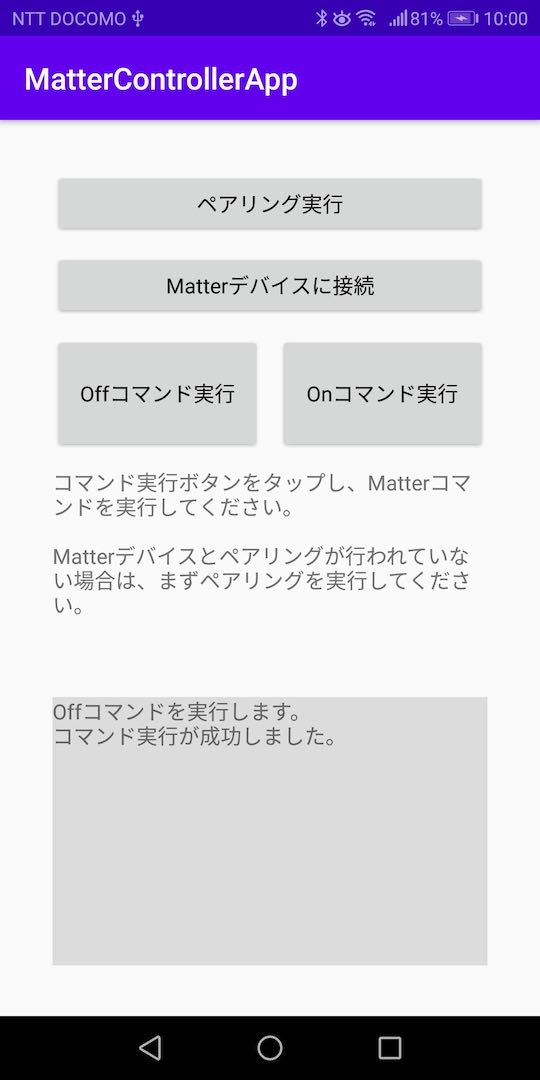 NTT DOCOMO 81% 10:00
MatterControllerApp
ペアリング実行
Matterデバイスに接続
Offコマンド実行 Onコマンド実行
コマンド実行ボタンをタップし、Matterコマ
ンドを実行してください。
Matterデバイスとペアリングが行われていな
い場合は、まずペアリングを実行してくださ
い。
Offコマンドを実行します。
コマンド実行が成功しました。